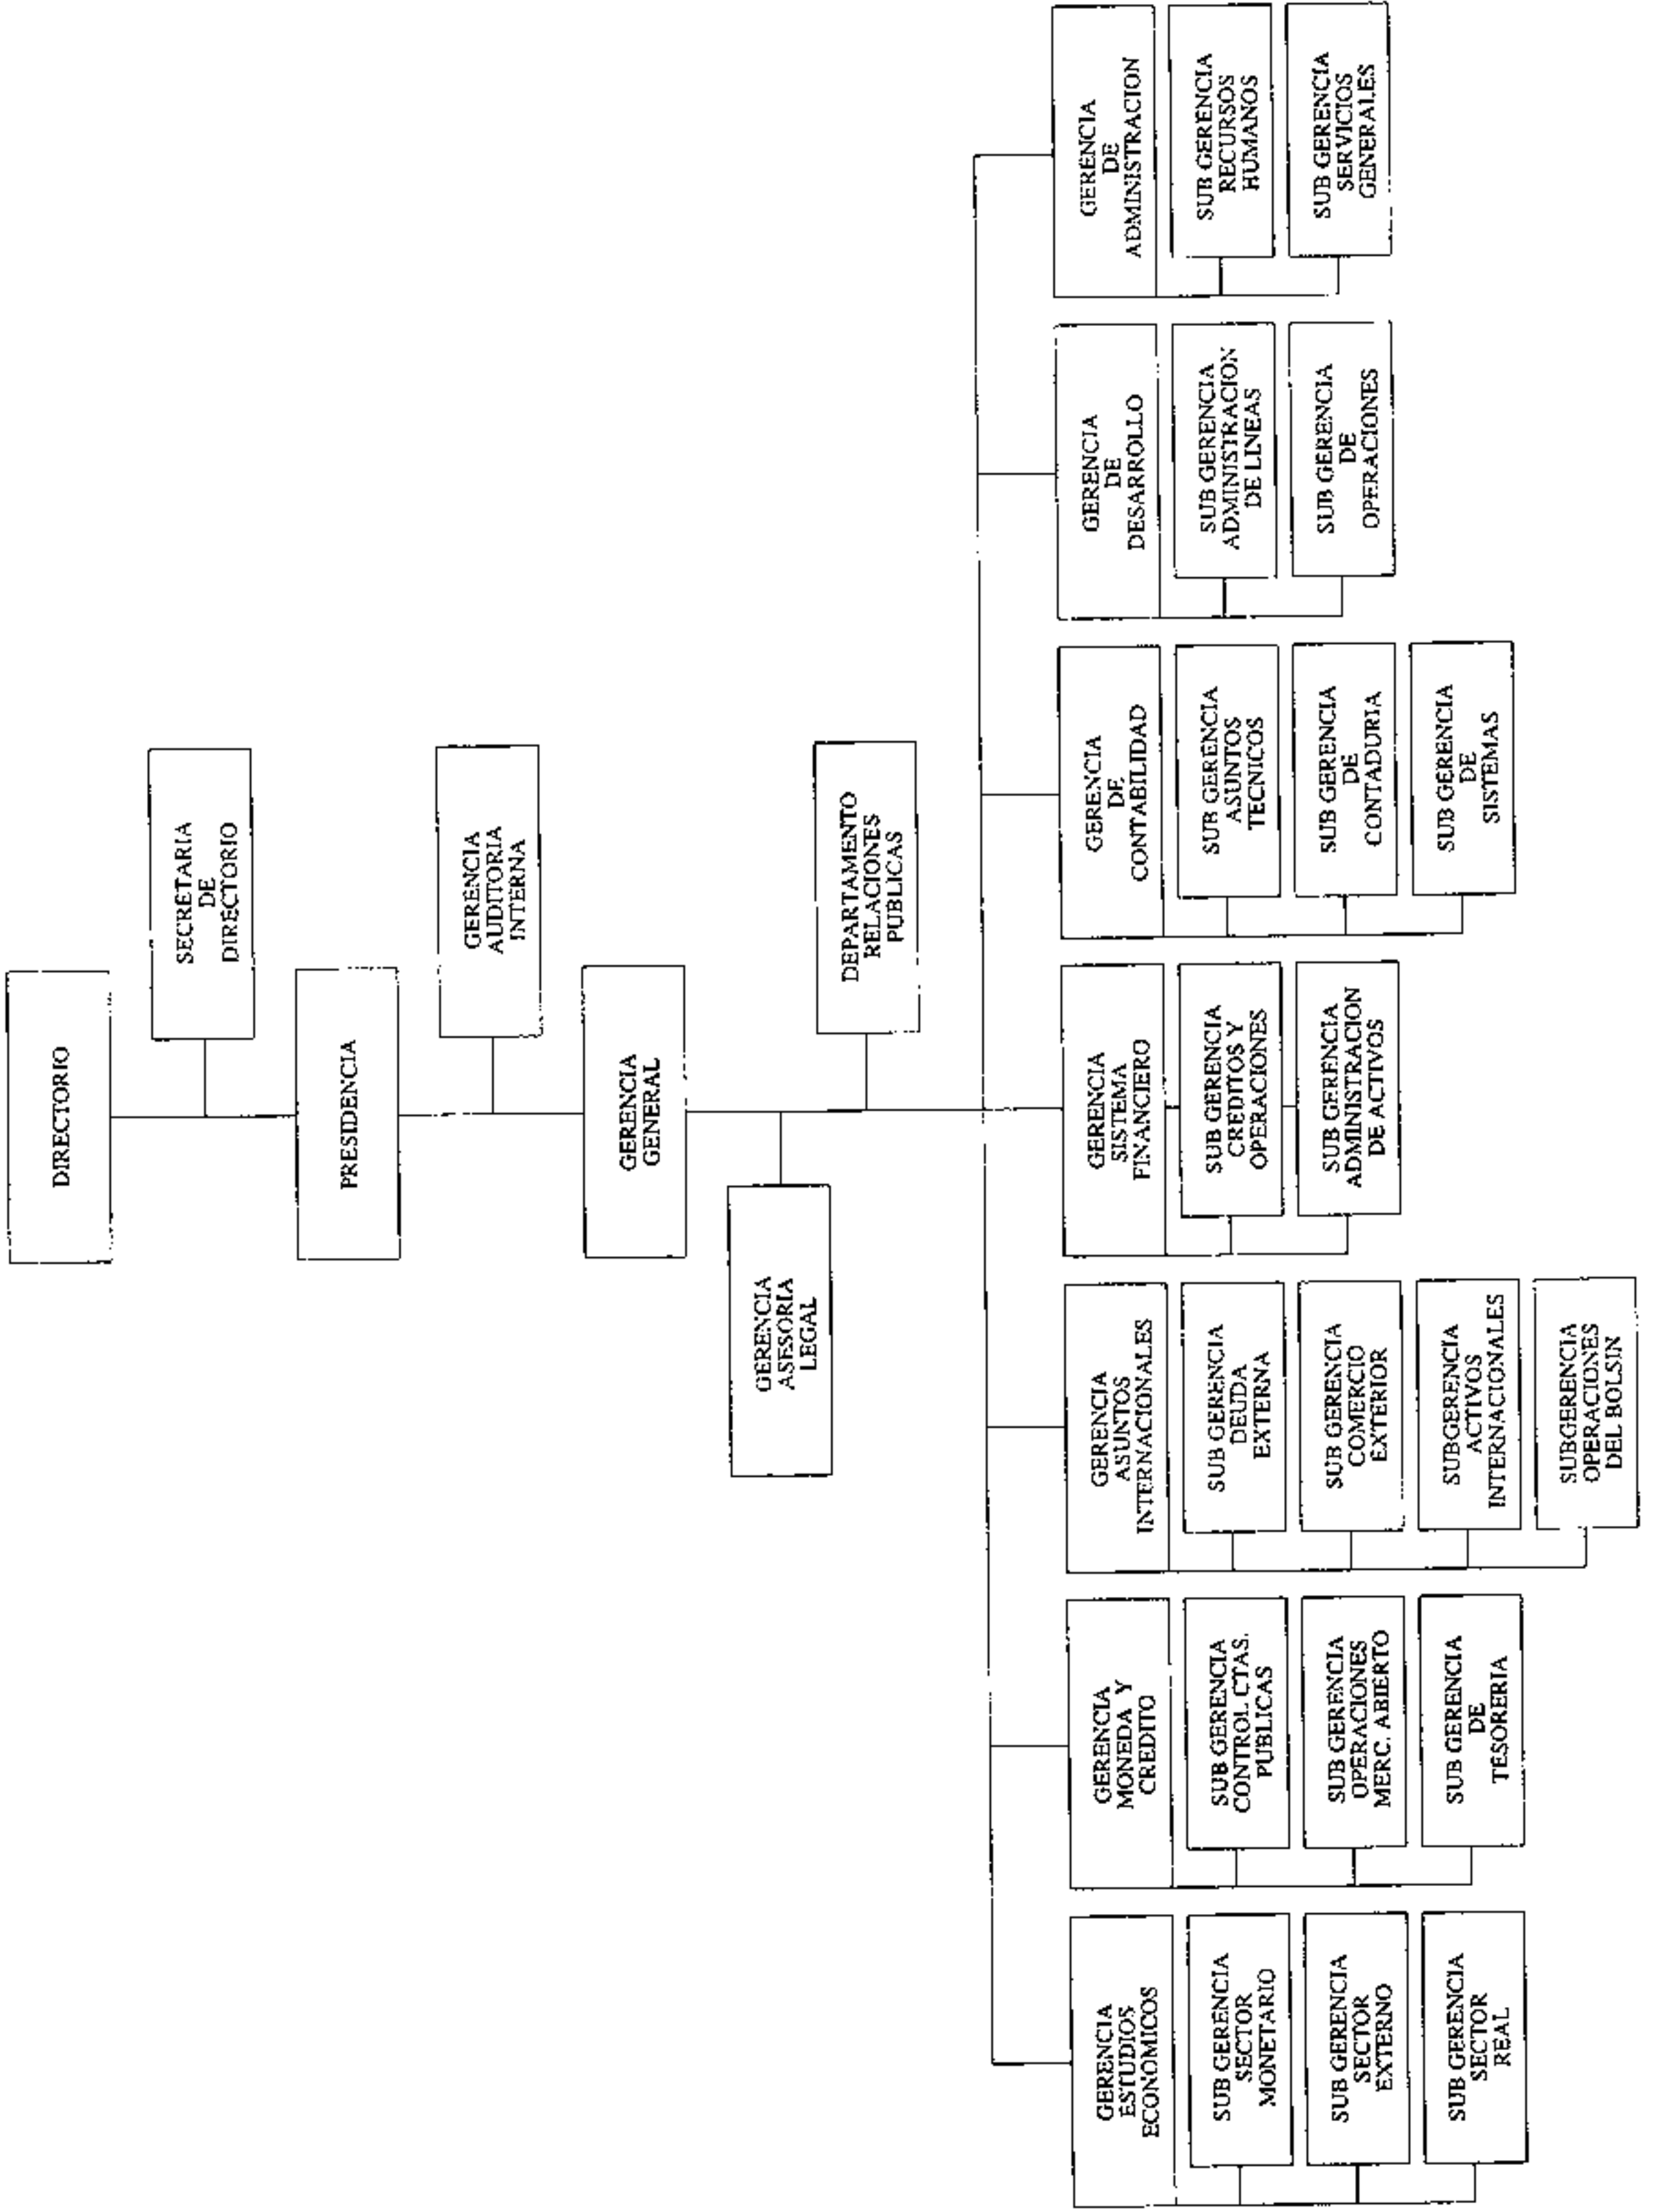 DIRECTORIO
SECRETARIA
DE
DIRECTORIO
PRESIDENCIA
GERENCIA
AUDITORIA
INTERNA
GERENCIA
GENERAL
GERENCIA
ASESORIA
LEGAL
DEPARTAMENTO
RELACIONES
PUBLICAS
GERENCIA
ESTUDIOS
ECONOMICOS
SUB GERENCIA
SECTOR
MONETARIO
SUB GERENCIA
SECTOR
EXTERNO
SUB GERENCIA
SECTOR
REAL
GERENCIA
MONEDA Y
CREDITO
SUB GERENCIA
CONTROL CTAS.
PUBLICAS
SUB GERENCIA
OPERACIONES
MERC. ABIERTO
SUB GERENCIA
DE
TESORERIA
GERENCIA
ASUNTOS
INTERNACIONALES
SUB GERENCIA
DEUDA
EXTERNA
SUB GERENCIA
COMERCIO
EXTERIOR
SUBGERENCIA
ACTIVOS
INTERNACIONALES
SUBGERENCIA
OPERACIONES
DEL BOLSIN
GERENCIA
SISTEMA
FINANCIERO
SUB GERENCIA
CREDITOS Y
OPERACIONES
SUB GERENCIA
ADMINISTRACION
DE ACTIVOS
GERENCIA
DE
CONTABILIDAD
SUB GERENCIA
ASUNTOS
TECNICOS
SUB GERENCIA
DE
CONTADURIA
SUB GERENCIA
DE
SISTEMAS
GERENCIA
DE
DESARROLLO
SUB GERENCIA
ADMINISTRACION
DE LINEAS
SUB GERENCIA
DE
OPERACIONES
GERENCIA
DE
ADMINISTRACION
SUB GERENCIA
RECURSOS
HUMANOS
SUB GERENCIA
SERVICIOS
GENERALES